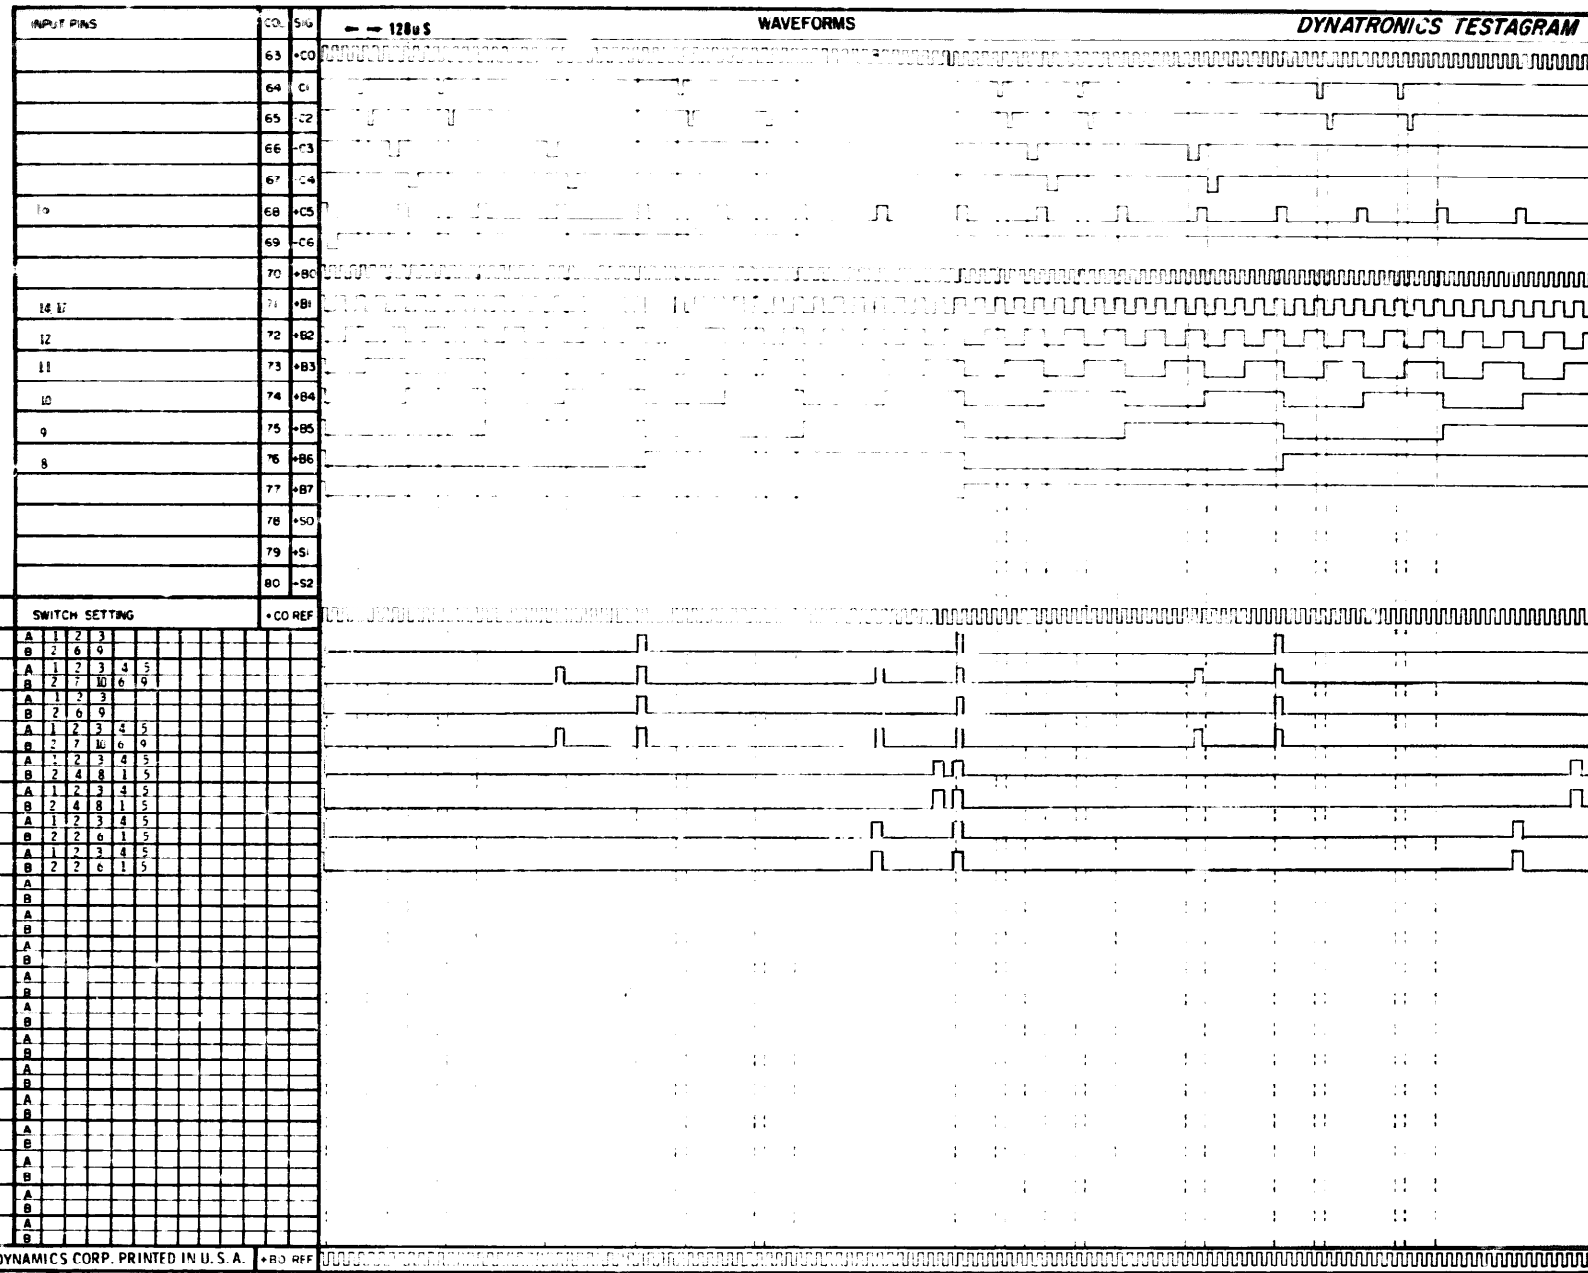 INPUT PINS COL SIG 128uS WAVEFORMS DYNATRONICS TESTAGRAM
63 +C0
64 C1
65 -C2
66 -C3
67 -C4
68 +C5
69 -C6
70 +B0
14, 17 71 +B1
12 72 +B2
11 73 +B3
10 74 +B4
9 75 +B5
8 76 +B6
77 +B7
78 +S0
79 +S1
80 -S2
SWITCH SETTING +C0 REF
A 1 2 3
B 2 6 9
A 1 2 3 4 5
B 2 7 10 6 9
A 1 2 3
B 2 6 9
A 1 2 3 4 5
B 2 7 10 6 9
A 1 2 3 4 5
B 2 4 8 1 5
A 1 2 3 4 5
B 2 4 8 1 5
A 1 2 3 4 5
B 2 2 6 1 5
A 1 2 3 4 5
B 2 2 6 1 5
A
B
A
B
A
B
A
B
A
B
A
B
A
B
A
B
A
B
A
B
A
B
A
B
DYNAMICS CORP. PRINTED IN U.S.A. +B0 REF